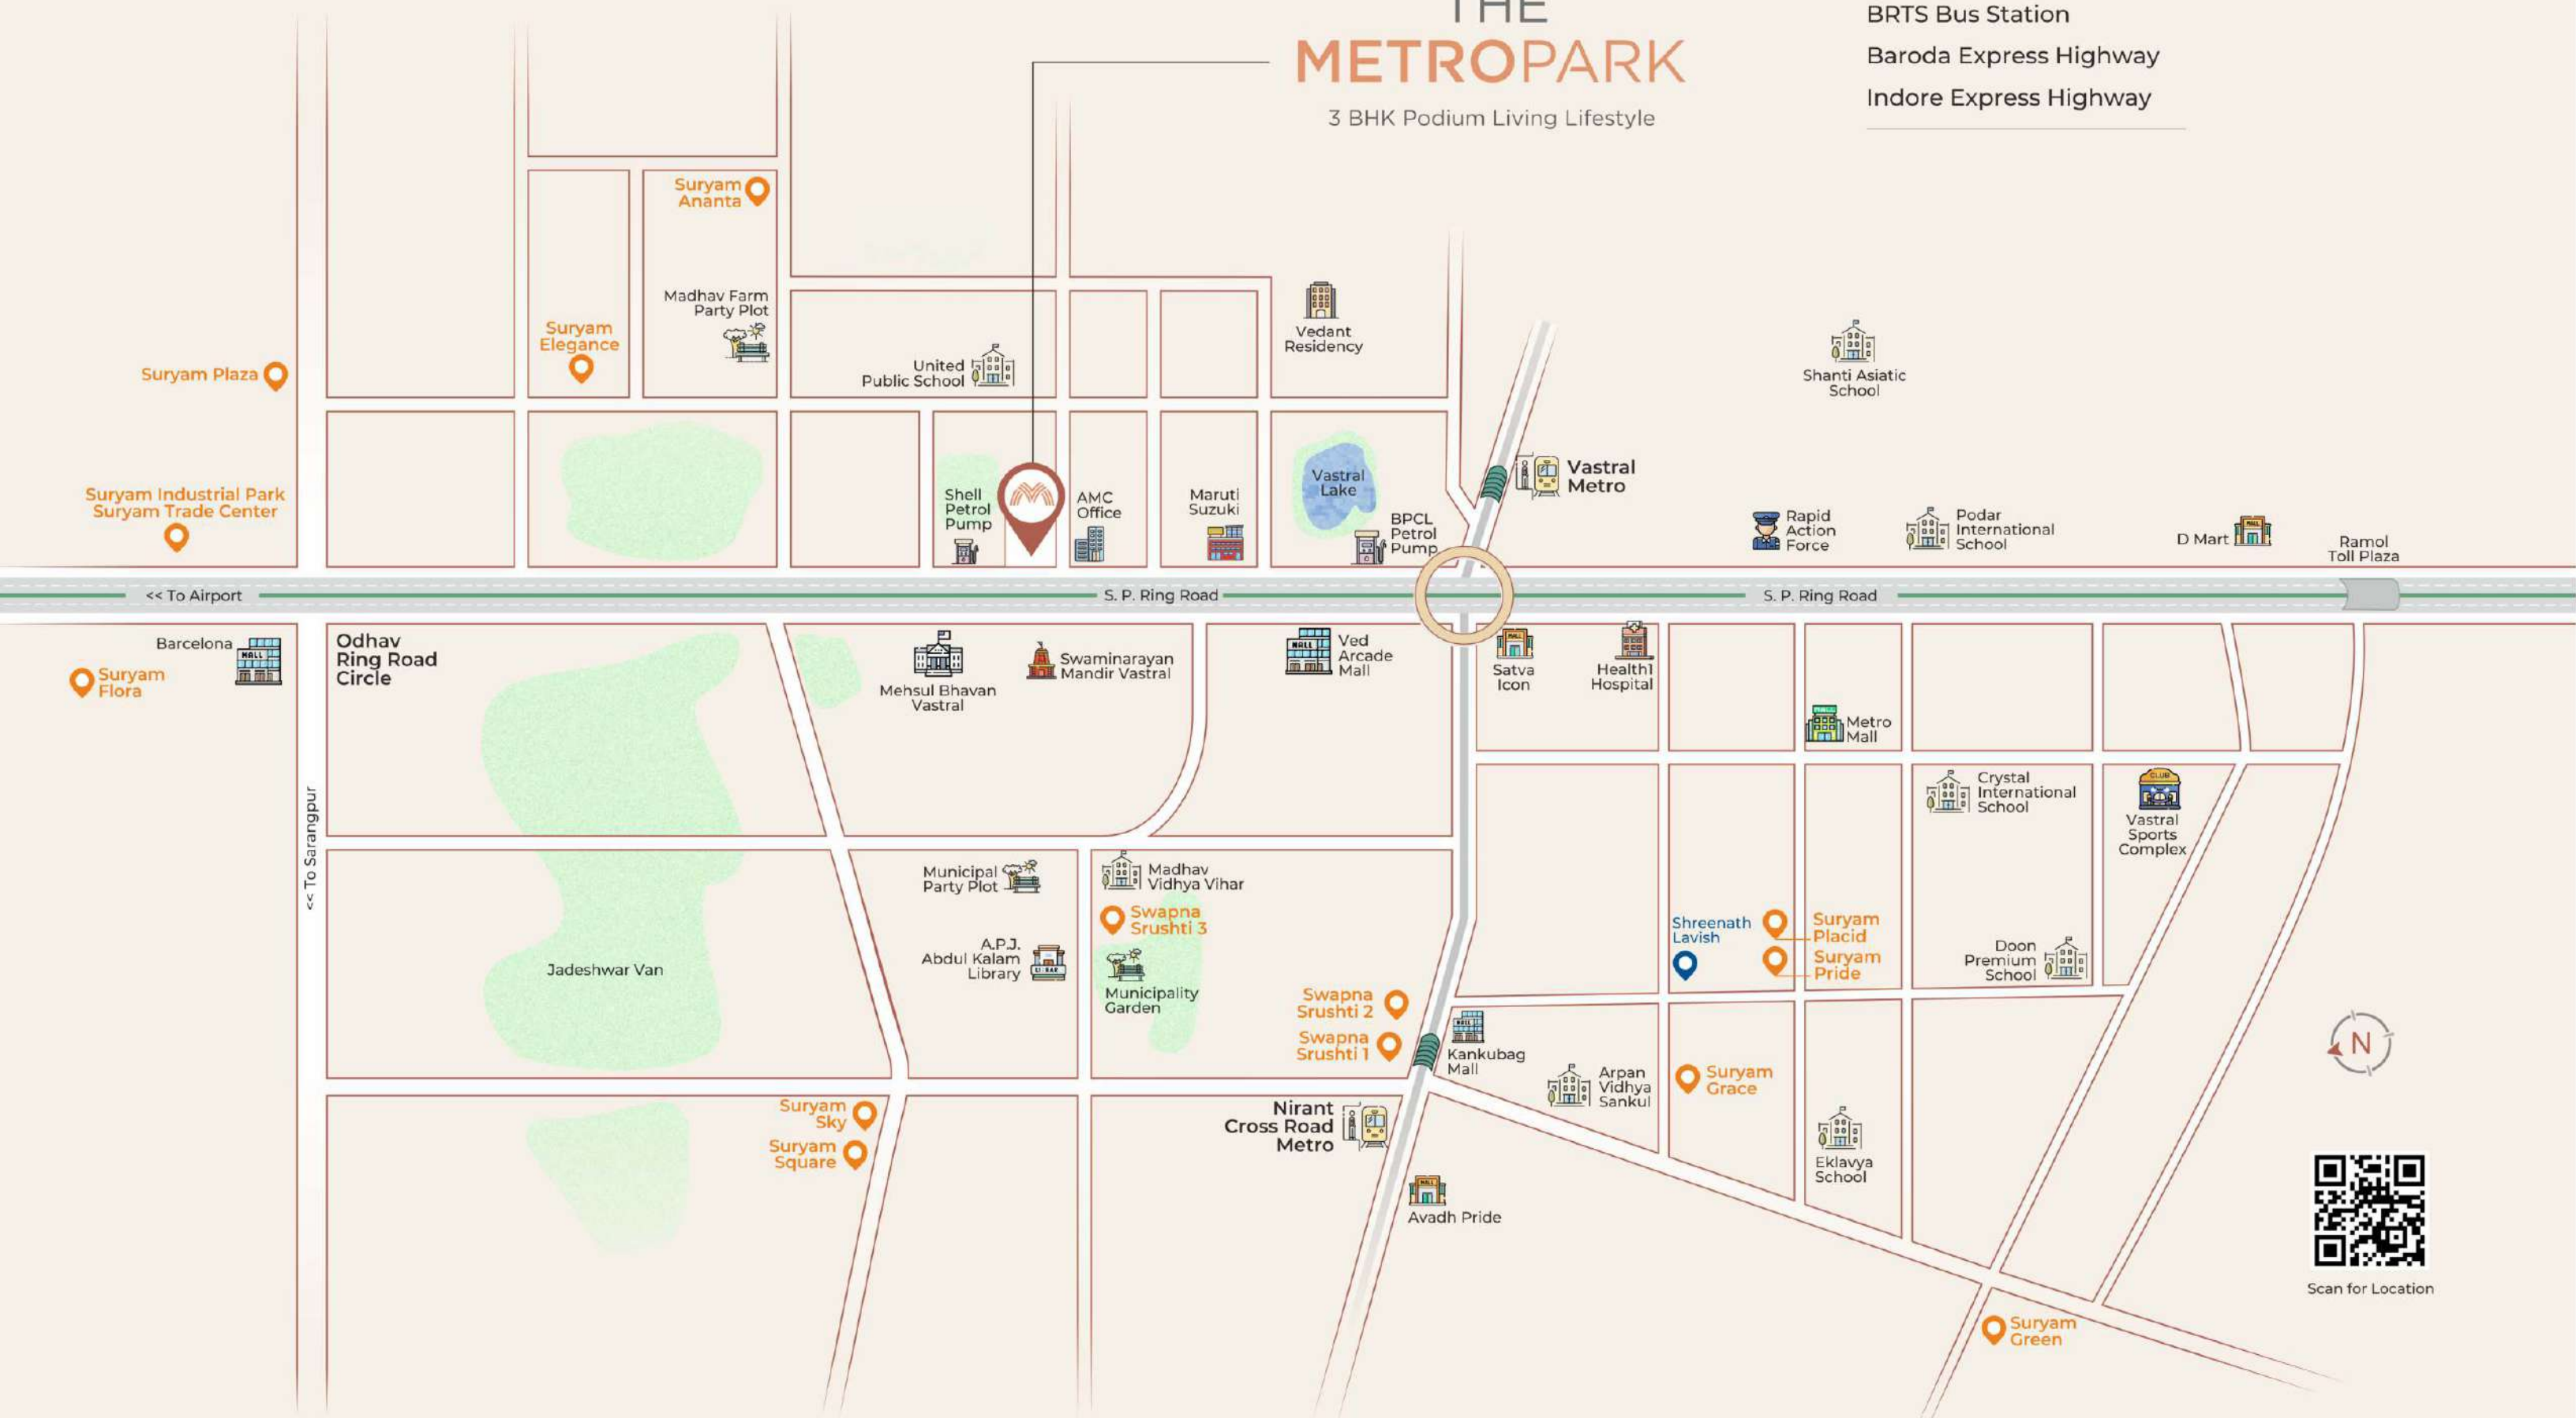 THE
METROPARK
3 BHK Podium Living Lifestyle
BRTS Bus Station
Baroda Express Highway
Indore Express Highway
Suryam
Ananta
Madhav Farm
Party Plot
Suryam
Elegance
Suryam Plaza
United
Public School
Vedant
Residency
Shanti Asiatic
School
Suryam Industrial Park
Suryam Trade Center
Shell
Petrol
Pump
AMC
Office
Maruti
Suzuki
Vastral
Lake
BPCL
Petrol
Pump
Vastral
Metro
Rapid
Action
Force
Podar
International
School
D Mart
Ramol
Toll Plaza
<< To Airport
S. P. Ring Road
S. P. Ring Road
Barcelona
MALL
Suryam
Flora
Odhav
Ring Road
Circle
Mehsul Bhavan
Vastral
Swaminarayan
Mandir Vastral
MALL
Ved
Arcade
Mall
MALL
Satva
Icon
Health1
Hospital
Metro
Mall
<< To Sarangpur
Crystal
International
School
CLUB
Vastral
Sports
Complex
Municipal
Party Plot
Madhav
Vidhya Vihar
Swapna
Srushti 3
A.P.J.
Abdul Kalam
Library
Jadeshwar Van
Municipality
Garden
Shreenath
Lavish
Suryam
Placid
Suryam
Pride
Doon
Premium
School
Swapna
Srushti 2
Swapna
Srushti 1
Kankubag
Mall
Arpan
Vidhya
Sankul
Suryam
Grace
N
Suryam
Sky
Suryam
Square
Nirant
Cross Road
Metro
Eklavya
School
Avadh Pride
Scan for Location
Suryam
Green